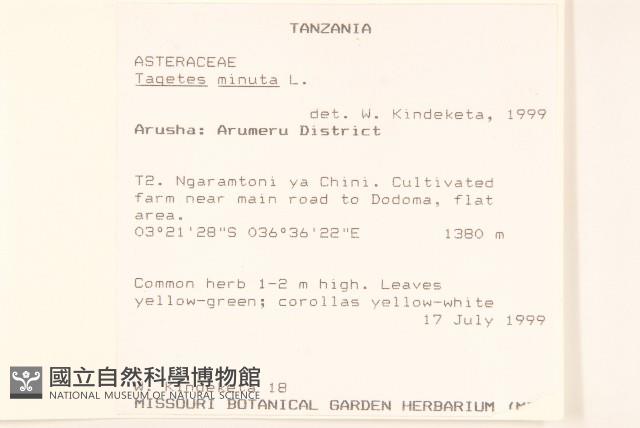 TANZANIA
ASTERACEAE
Tagetes minuta L.
det. W. Kindeketa, 1999
Arusha: Arumeru District
T2. Ngaramtoni ya Chini. Cultivated
farm near main road to Dodoma, flat
area.
03°21'28"S 036°36'22"E 1380 m
Common herb 1-2 m high. Leaves
yellow-green; corollas yellow-white
17 July 1999
W. Kindeketa 18
國立自然科學博物館
NATIONAL MUSEUM OF NATURAL SCIENCE
MISSOURI BOTANICAL GARDEN HERBARIUM